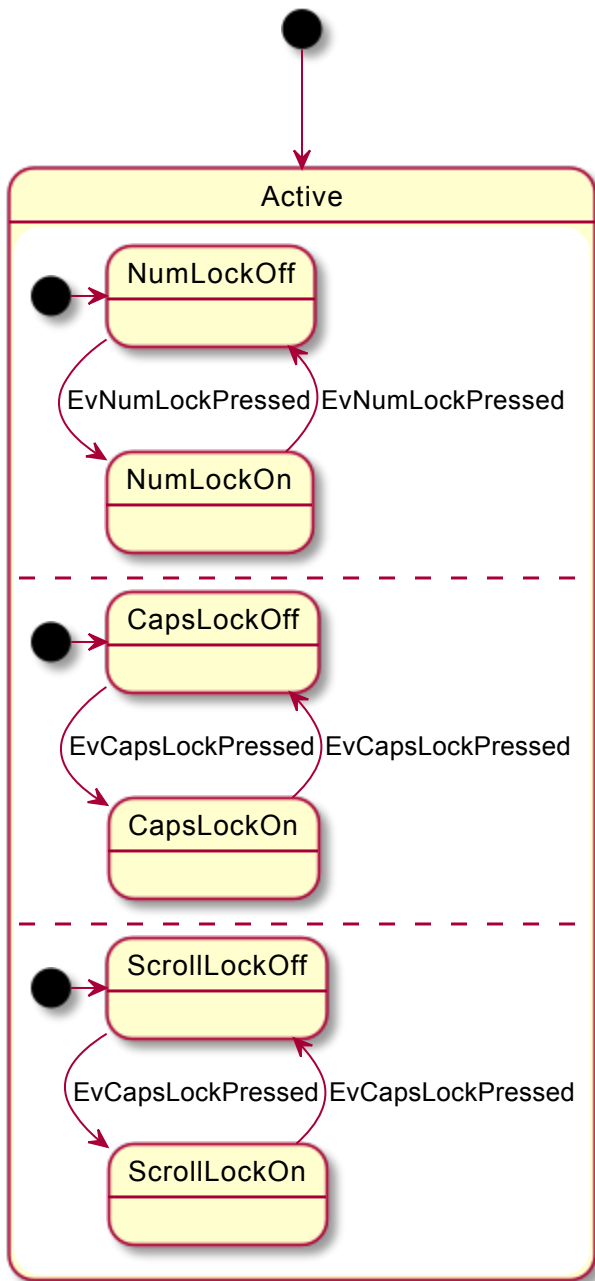 Active
NumLockOff
EvNumLockPressed EvNumLockPressed
NumLockOn
CapsLockOff
EvCapsLockPressed EvCapsLockPressed
CapsLockOn
ScrollLockOff
EvCapsLockPressed EvCapsLockPressed
ScrollLockOn